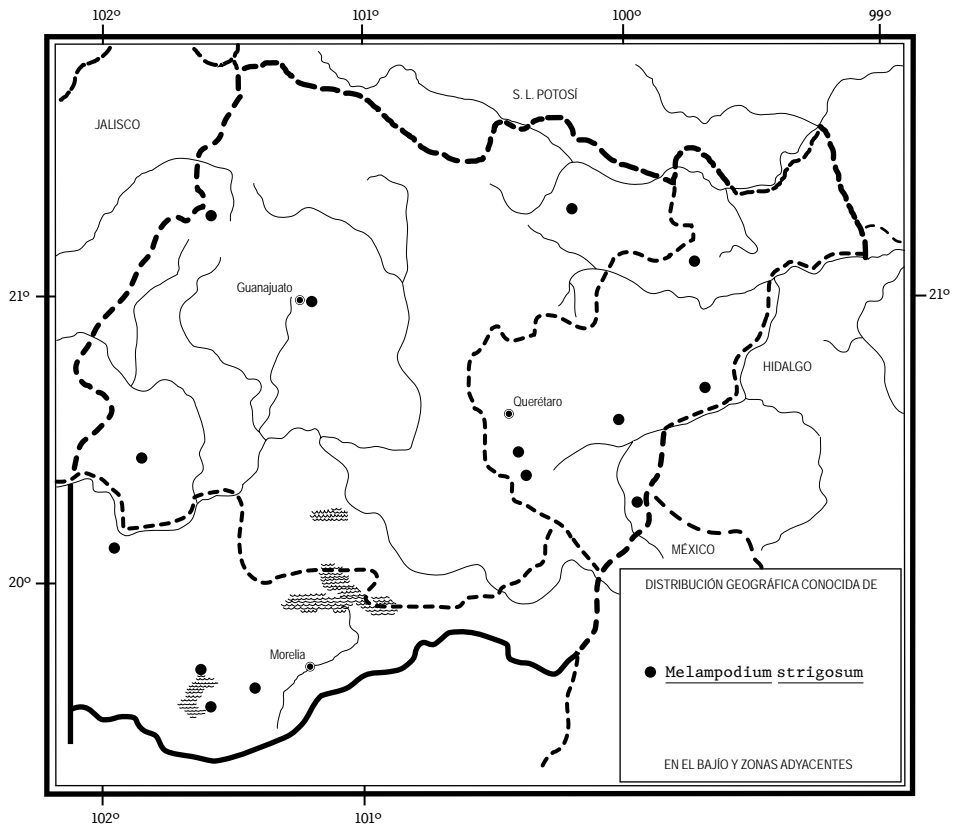 102º 101º 100º 99º
S. L. POTOSÍ
JALISCO
Guanajuato
21º 21º
HIDALGO
Querétaro
MÉXICO
20º
DISTRIBUCIÓN GEOGRÁFICA CONOCIDA DE
Morelia
Melampodium strigosum
EN EL BAJÍO Y ZONAS ADYACENTES
102º 101º